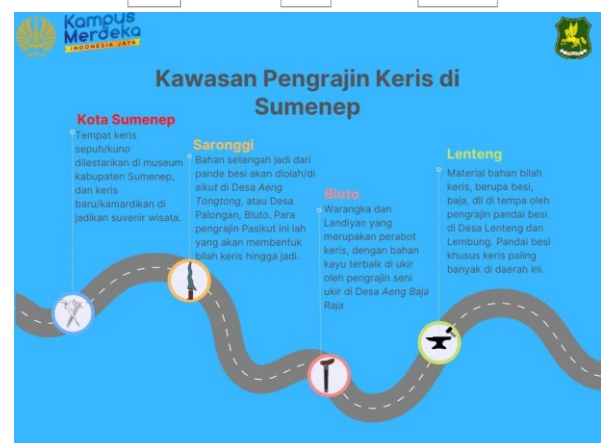 Kampus
Merdeka
INDONESIA JAYA
Kawasan Pengrajin Keris di
Sumenep
Kota Sumenep
Tempat keris
sepuh/kuno
dilestarikan di museum
kabupaten Sumenep,
dan keris
baru/kamardikan di
jadikan suvenir wisata.
Saronggi
Bahan setengah jadi dari
pande besi akan diolah/di
sikut di Desa Aeng
Tongtong, atau Desa
Palongan, Bluto. Para
pengrajin Pasikut ini lah
yang akan membentuk
bilah keris hingga jadi.
Bluto
Warangka dan
Landiyan yang
merupakan perabot
keris, dengan bahan
kayu terbaik di ukir
oleh pengrajin seni
ukir di Desa Aeng Baja
Raja
Lenteng
Material bahan bilah
keris, berupa besi,
baja, dll di tempa oleh
pengrajin pandai besi
di Desa Lenteng dan
Lembung. Pandai besi
khusus keris paling
banyak di daerah ini.